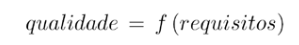 qualidade = f (requisitos)